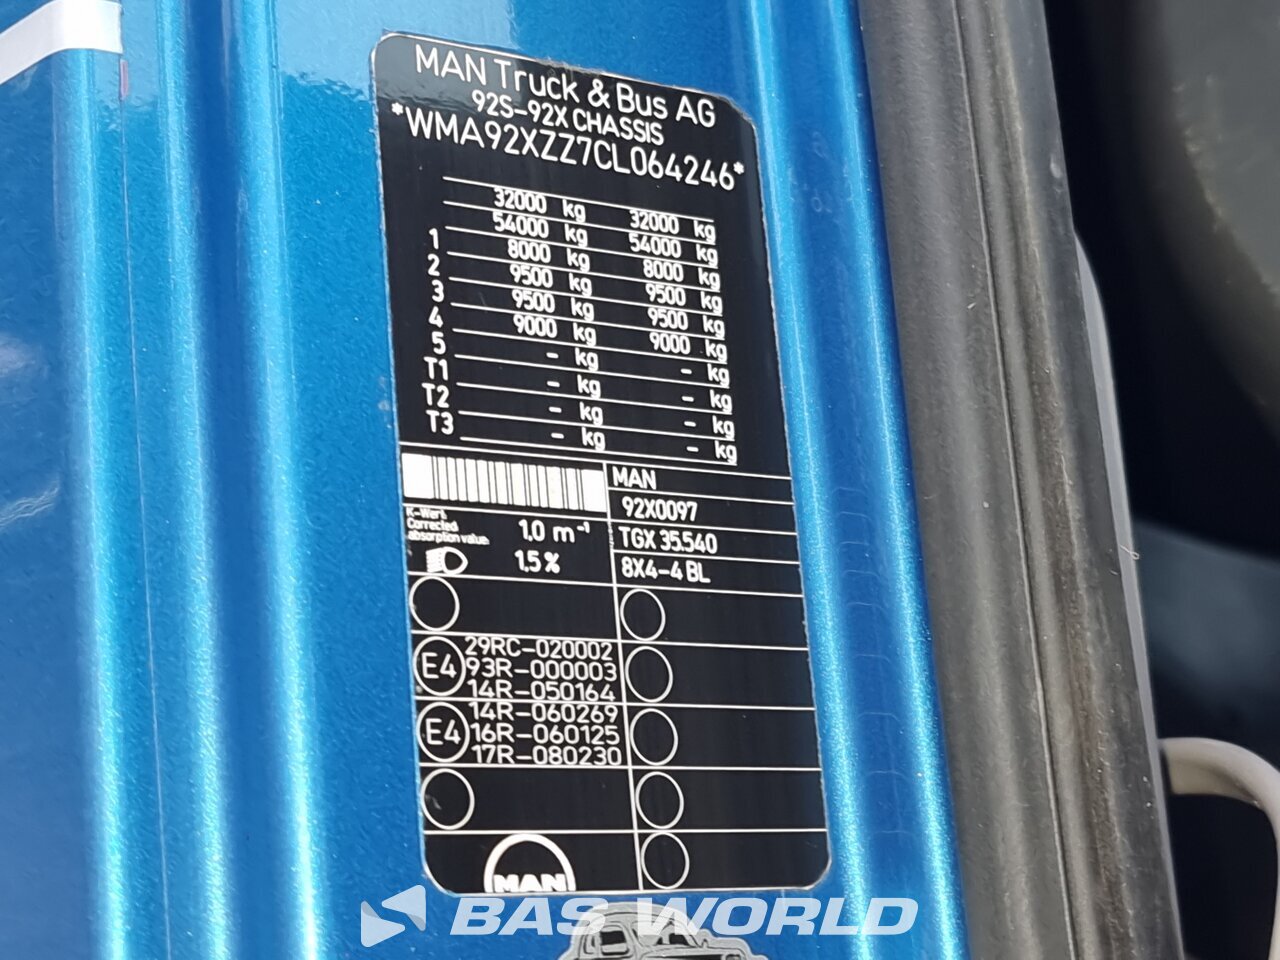 MAN Truck & Bus AG
92S-92X CHASSIS
*WMA92XZZ7CL064246*
32000 kg 32000 kg
54000 kg 54000 kg
1 8000 kg 8000 kg
2 9500 kg 9500 kg
3 9500 kg 9500 kg
4 9000 kg 9000 kg
5 - kg - kg
T1 - kg - kg
T2 - kg - kg
T3 - kg - kg
MAN
92X0097
K-Wert
Corrected
absorption value:
1,0 m⁻¹
TGX 35.540
1.5 %
8X4-4 BL
E4
29RC-020002
93R-000003
14R-050164
E4
14R-060269
16R-060125
17R-080230
MAN
BAS WORLD